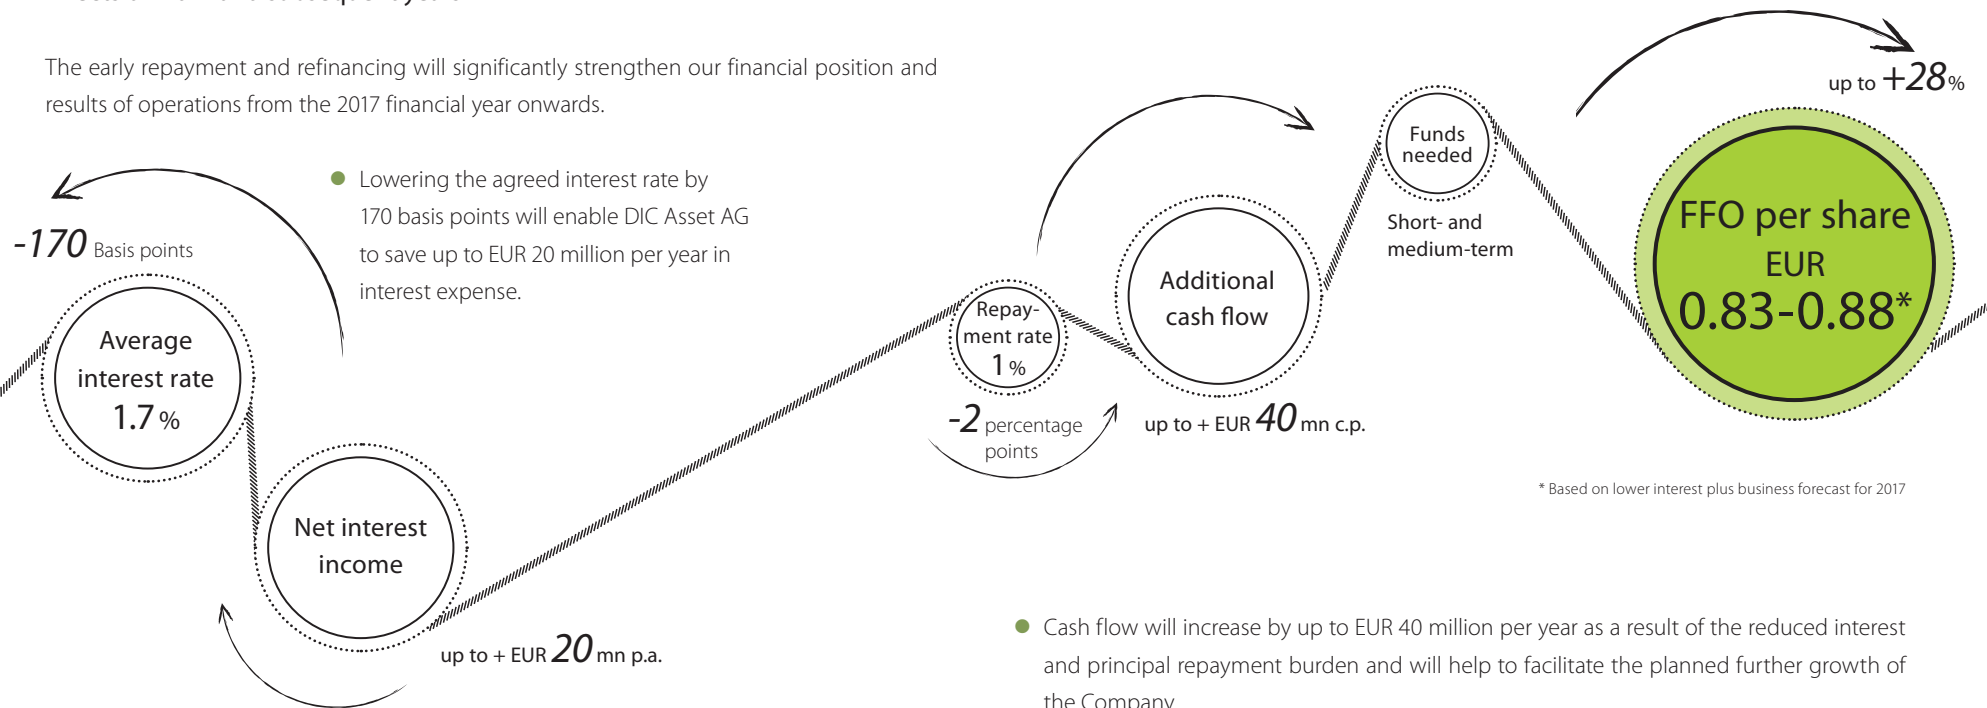 The early repayment and refinancing will significantly strengthen our financial position and
results of operations from the 2017 financial year onwards.
-170 Basis points
Average
interest rate
1.7 %
● Lowering the agreed interest rate by
170 basis points will enable DIC Asset AG
to save up to EUR 20 million per year in
interest expense.
Net interest
income
up to + EUR 20 mn p.a.
Repay-
ment rate
1 %
-2 percentage
points
Additional
cash flow
up to + EUR 40 mn c.p.
Funds
needed
Short- and
medium-term
up to +28 %
FFO per share
EUR
0.83-0.88*
* Based on lower interest plus business forecast for 2017
● Cash flow will increase by up to EUR 40 million per year as a result of the reduced interest
and principal repayment burden and will help to facilitate the planned further growth of
the Company